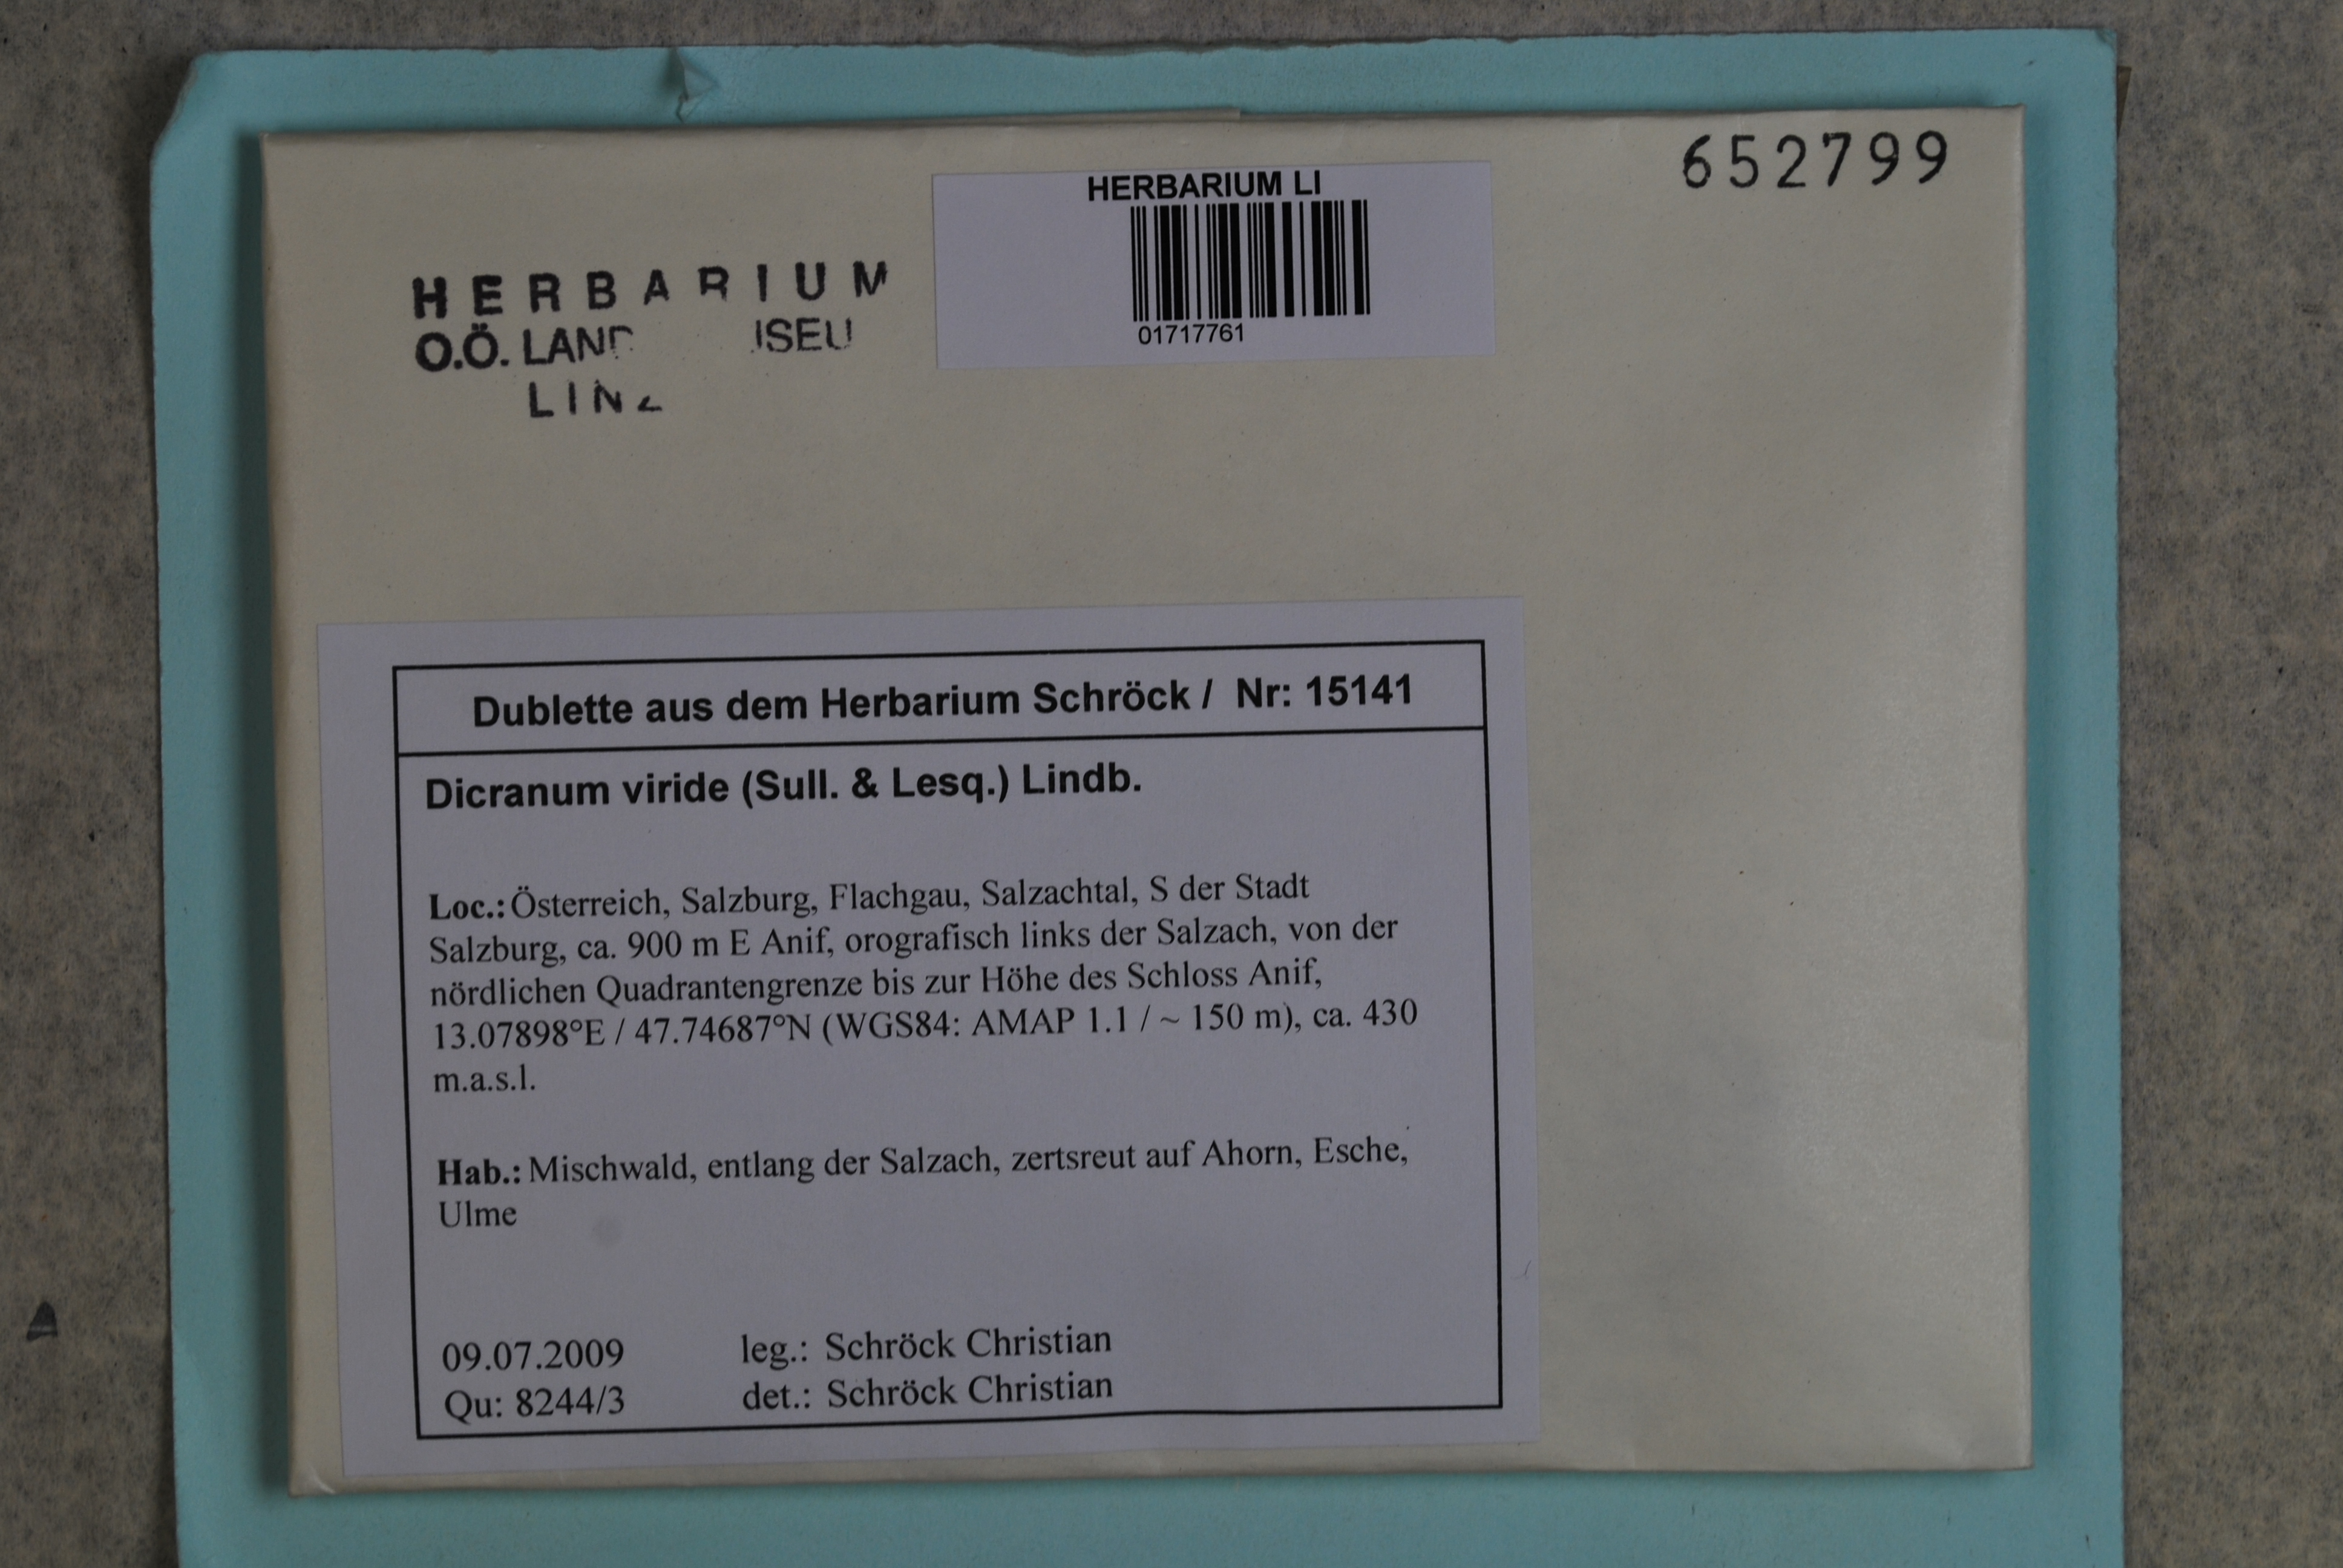 652799
HERBARIUM LI
01717761
HERBARIUM
O.Ö.
LINZ
Dublette aus dem Herbarium Schröck / Nr: 15141
Dicranum viride (Sull. & Lesq.) Lindb.
Loc.: Österreich, Salzburg, Flachgau, Salzachtal, S der Stadt
Salzburg, ca. 900 m E Anif, orografisch links der Salzach, von der
nördlichen Quadrantengrenze bis zur Höhe des Schloss Anif,
13.07898°E / 47.74687°N (WGS84: AMAP 1.1 / ~ 150 m), ca. 430
m.a.s.l.
Hab.: Mischwald, entlang der Salzach, zertsreut auf Ahorn, Esche,
Ulme
09.07.2009 leg.: Schröck Christian
Qu: 8244/3 det.: Schröck Christian